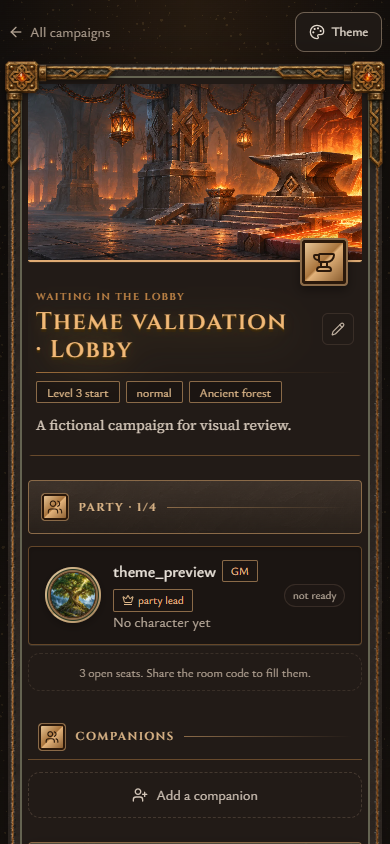 All campaigns
Theme
WAITING IN THE LOBBY
THEME VALIDATION
· LOBBY
Level 3 start
normal
Ancient forest
A fictional campaign for visual review.
PARTY · 1/4
theme_preview
GM
party lead
not ready
No character yet
3 open seats. Share the room code to fill them.
COMPANIONS
Add a companion